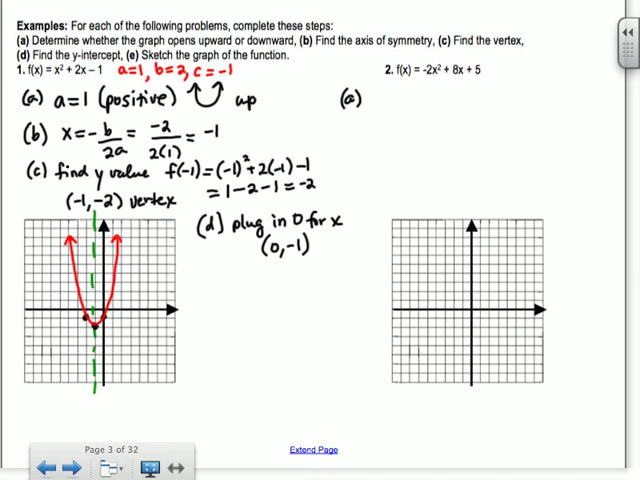 Examples: For each of the following problems, complete these steps:
(a) Determine whether the graph opens upward or downward, (b) Find the axis of symmetry, (c) Find the vertex,
(d) Find the y-intercept, (e) Sketch the graph of the function.
1. f(x) = x² + 2x – 1 a=1, b=2, c=-1
(a) a=1 (positive) up
(b) x = -b/2a = -2/2(1) = -1
(c) find y value f(-1) = (-1)² + 2(-1) - 1
= 1 - 2 - 1 = -2
(-1, -2) vertex
(d) plug in 0 for x
(0, -1)
2. f(x) = -2x² + 8x + 5
(a)
Page 3 of 32
Extend Page